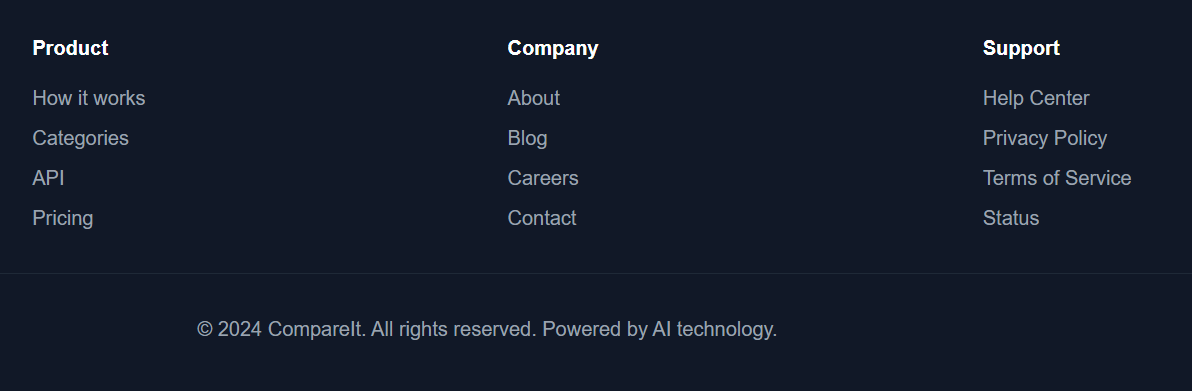 Product
How it works
Categories
API
Pricing
Company
About
Blog
Careers
Contact
Support
Help Center
Privacy Policy
Terms of Service
Status
© 2024 CompareIt. All rights reserved. Powered by AI technology.